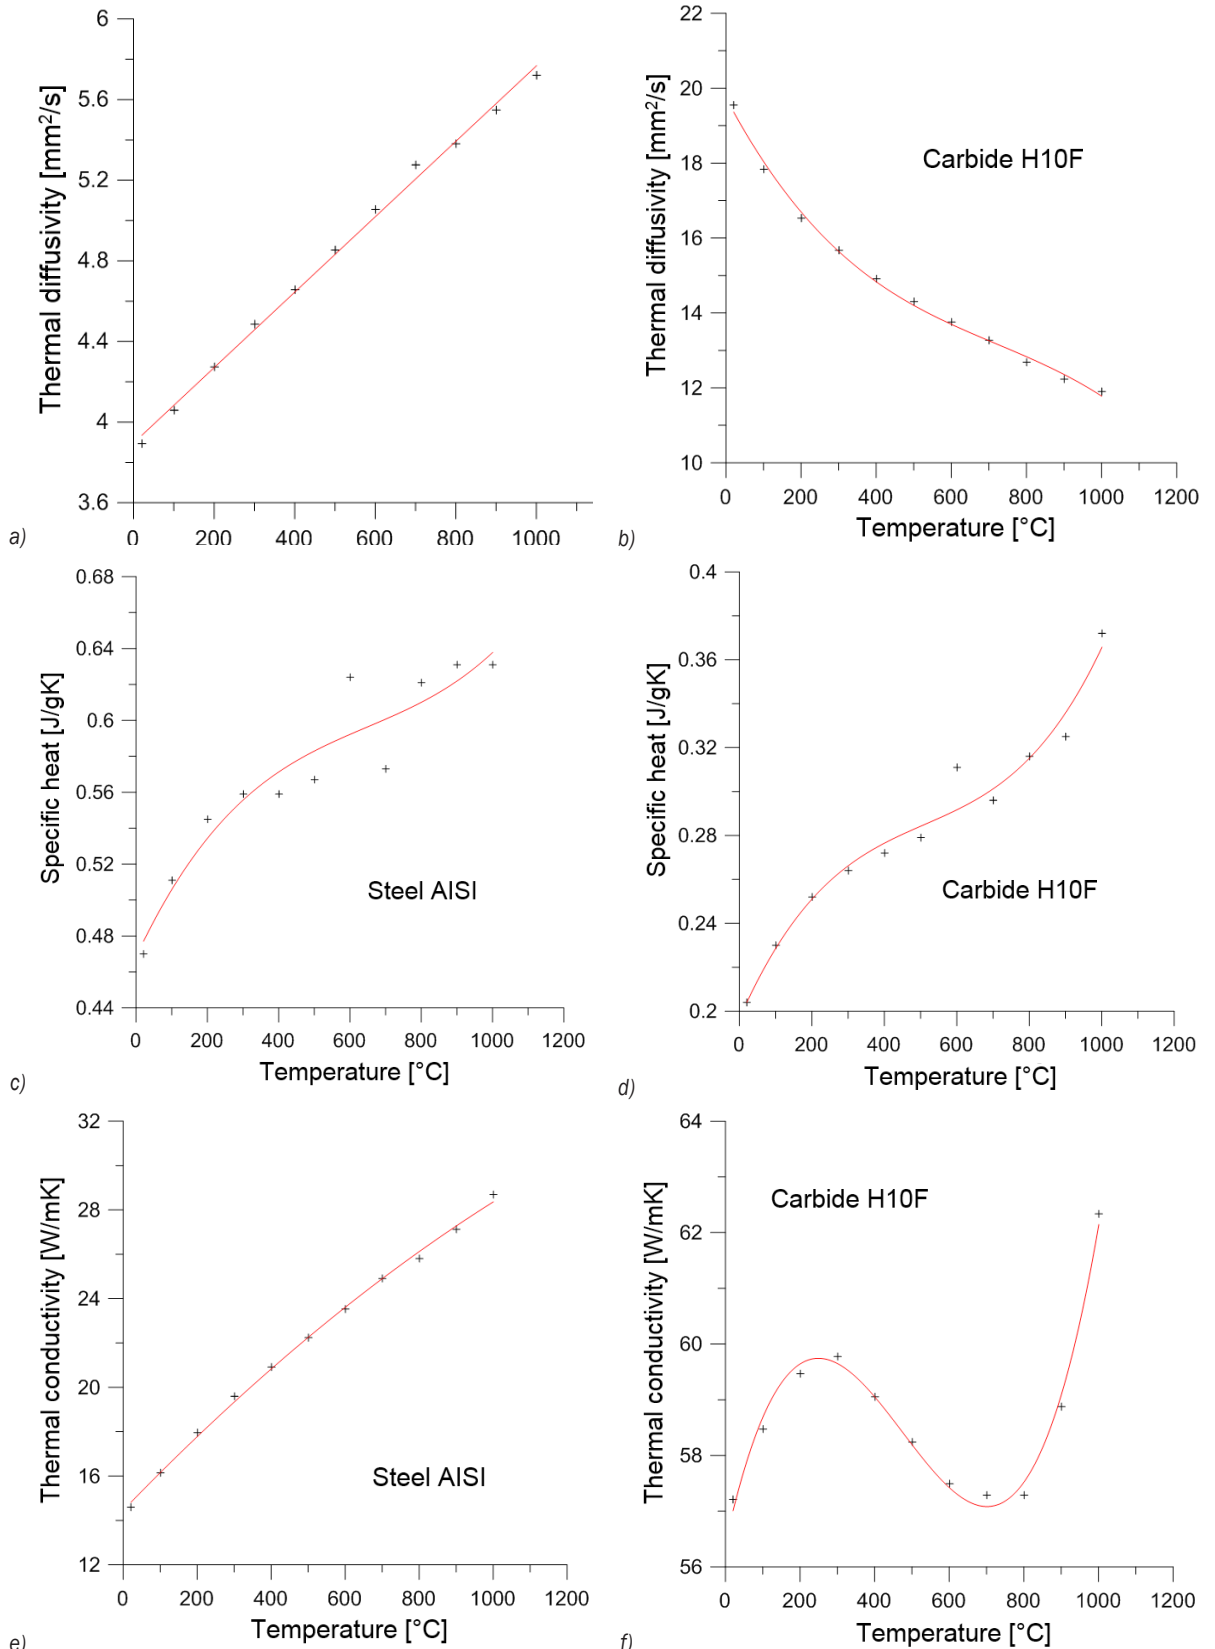 Thermal diffusivity [mm²/s]
6
5.6
5.2
4.8
4.4
4
3.6
0 200 400 600 800 1000
a)
Thermal diffusivity [mm²/s]
22
20
18
16
14
12
10
Carbide H10F
0 200 400 600 800 1000 1200
Temperature [°C]
b)
Specific heat [J/gK]
0.68
0.64
0.6
0.56
0.52
0.48
0.44
Steel AISI
0 200 400 600 800 1000 1200
Temperature [°C]
c)
Specific heat [J/gK]
0.4
0.36
0.32
0.28
0.24
0.2
Carbide H10F
0 200 400 600 800 1000 1200
Temperature [°C]
d)
Thermal conductivity [W/mK]
32
28
24
20
16
12
Steel AISI
0 200 400 600 800 1000 1200
Temperature [°C]
e)
Thermal conductivity [W/mK]
64
62
60
58
56
Carbide H10F
0 200 400 600 800 1000 1200
Temperature [°C]
f)